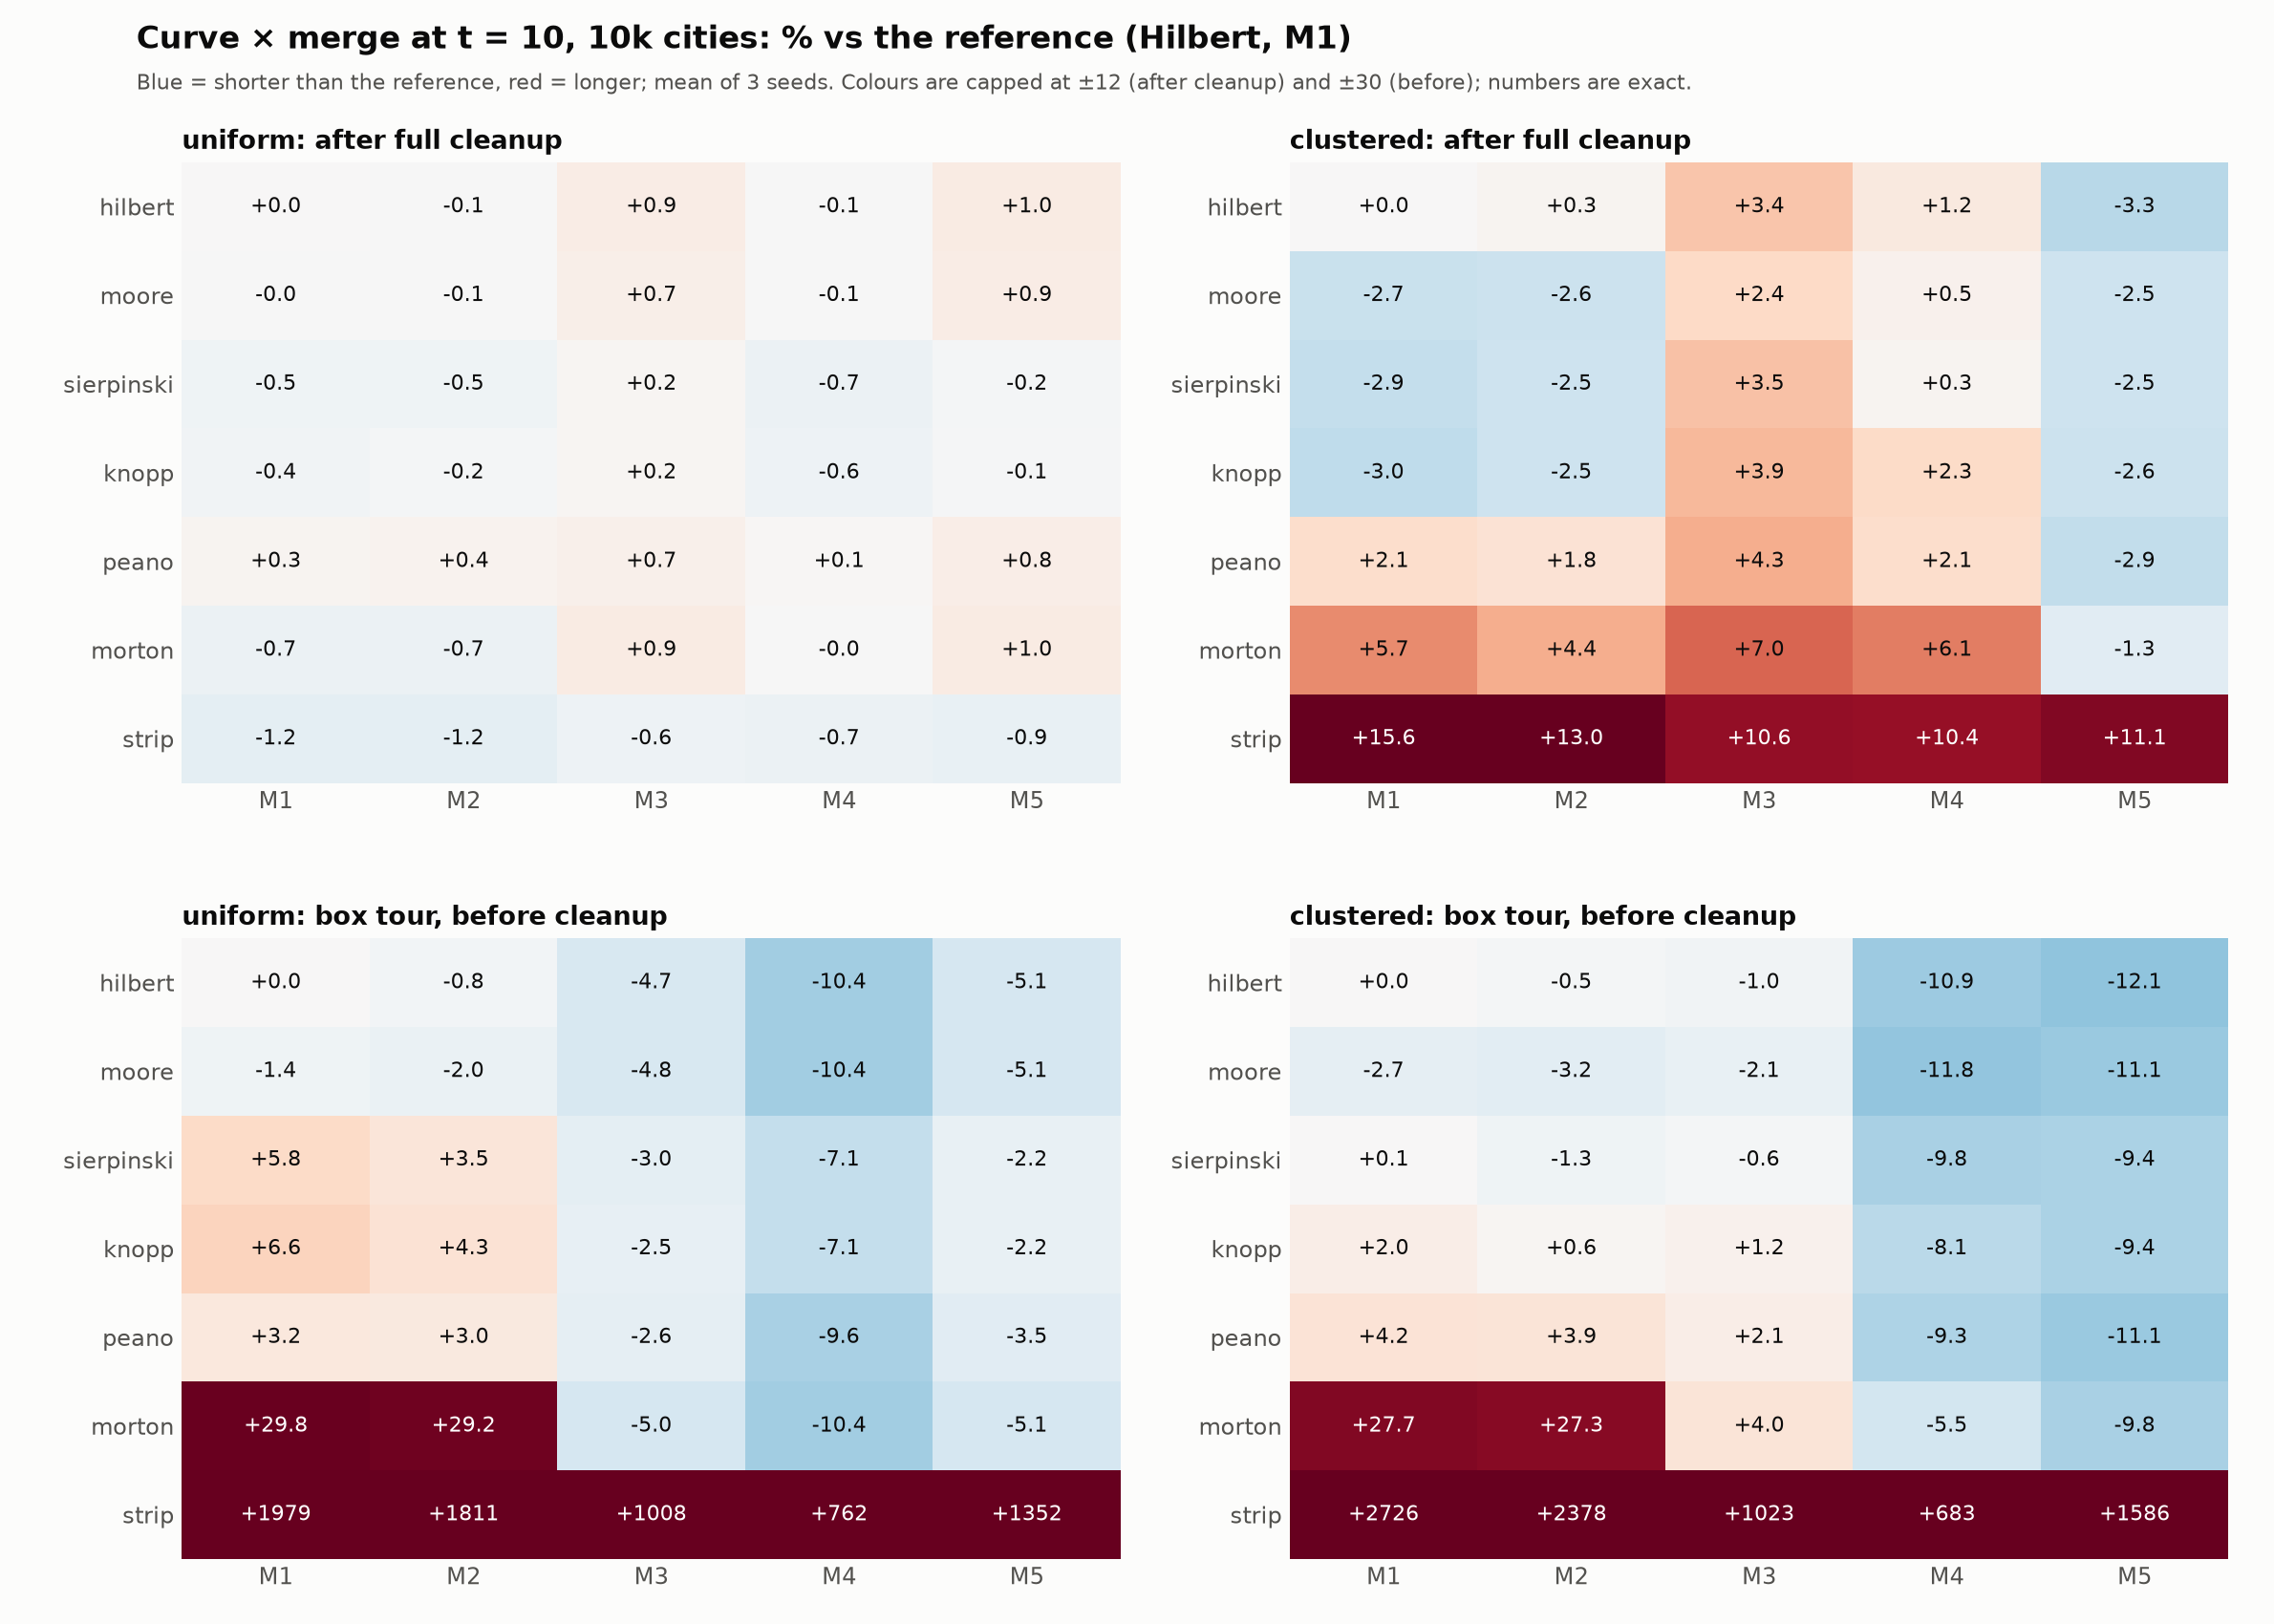 Curve × merge at t = 10, 10k cities: % vs the reference (Hilbert, M1)
Blue = shorter than the reference, red = longer; mean of 3 seeds. Colours are capped at ±12 (after cleanup) and ±30 (before); numbers are exact.
uniform: after full cleanup
hilbert +0.0 -0.1 +0.9 -0.1 +1.0
moore -0.0 -0.1 +0.7 -0.1 +0.9
sierpinski -0.5 -0.5 +0.2 -0.7 -0.2
knopp -0.4 -0.2 +0.2 -0.6 -0.1
peano +0.3 +0.4 +0.7 +0.1 +0.8
morton -0.7 -0.7 +0.9 -0.0 +1.0
strip -1.2 -1.2 -0.6 -0.7 -0.9
M1 M2 M3 M4 M5
clustered: after full cleanup
hilbert +0.0 +0.3 +3.4 +1.2 -3.3
moore -2.7 -2.6 +2.4 +0.5 -2.5
sierpinski -2.9 -2.5 +3.5 +0.3 -2.5
knopp -3.0 -2.5 +3.9 +2.3 -2.6
peano +2.1 +1.8 +4.3 +2.1 -2.9
morton +5.7 +4.4 +7.0 +6.1 -1.3
strip +15.6 +13.0 +10.6 +10.4 +11.1
M1 M2 M3 M4 M5
uniform: box tour, before cleanup
hilbert +0.0 -0.8 -4.7 -10.4 -5.1
moore -1.4 -2.0 -4.8 -10.4 -5.1
sierpinski +5.8 +3.5 -3.0 -7.1 -2.2
knopp +6.6 +4.3 -2.5 -7.1 -2.2
peano +3.2 +3.0 -2.6 -9.6 -3.5
morton +29.8 +29.2 -5.0 -10.4 -5.1
strip +1979 +1811 +1008 +762 +1352
M1 M2 M3 M4 M5
clustered: box tour, before cleanup
hilbert +0.0 -0.5 -1.0 -10.9 -12.1
moore -2.7 -3.2 -2.1 -11.8 -11.1
sierpinski +0.1 -1.3 -0.6 -9.8 -9.4
knopp +2.0 +0.6 +1.2 -8.1 -9.4
peano +4.2 +3.9 +2.1 -9.3 -11.1
morton +27.7 +27.3 +4.0 -5.5 -9.8
strip +2726 +2378 +1023 +683 +1586
M1 M2 M3 M4 M5